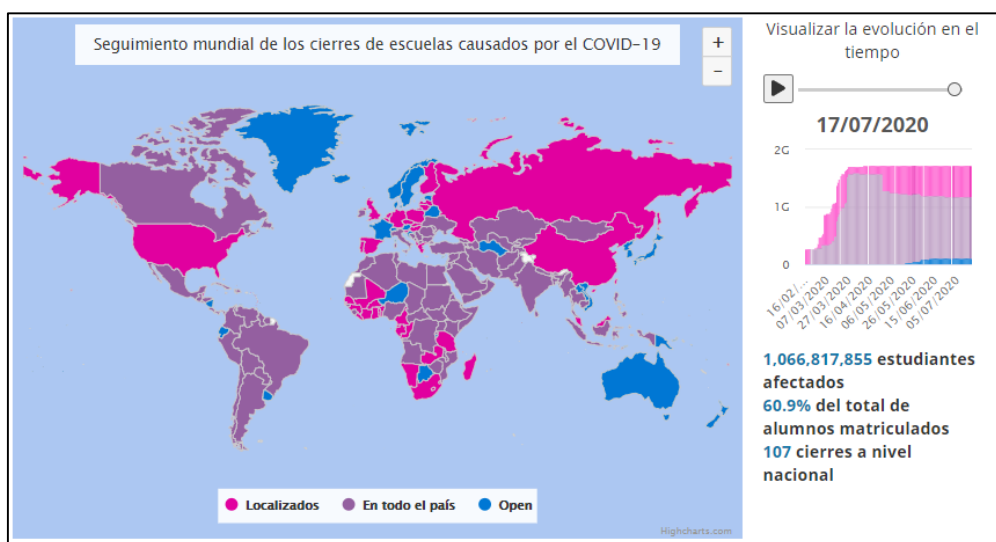 Seguimiento mundial de los cierres de escuelas causados por el COVID-19
+
−
Localizados
En todo el país
Open
Highcharts.com
Visualizar la evolución en el
tiempo
17/07/2020
2G
1G
0
16/02/...
07/03/2020
27/03/2020
16/04/2020
06/05/2020
26/05/2020
15/06/2020
05/07/2020
1,066,817,855 estudiantes
afectados
60.9% del total de
alumnos matriculados
107 cierres a nivel
nacional